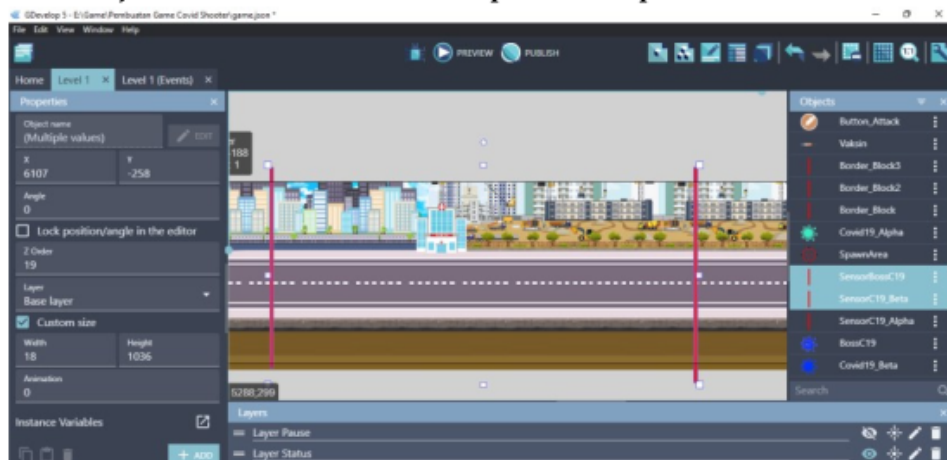 GDevelop 5 - E:\Game\Pembuatan Game Covid Shooter\game.json *
File Edit View Window Help
PREVIEW
PUBLISH
Home
Level 1
Level 1 (Events)
Properties
Object name
(Multiple values)
EDIT
X
Y
6107
-258
Angle
0
Lock position/angle in the editor
Z Order
19
Layer
Base layer
Custom size
Width
Height
18
1036
Animation
0
Instance Variables
+ ADD
5288;299
Objects
Button_Attack
Vaksin
Border_Block3
Border_Block2
Border_Block
Covid19_Alpha
SpawnArea
SensorBossC19
SensorC19_Beta
SensorC19_Alpha
BossC19
Covid19_Beta
Search
Layers
Layer Pause
Layer Status